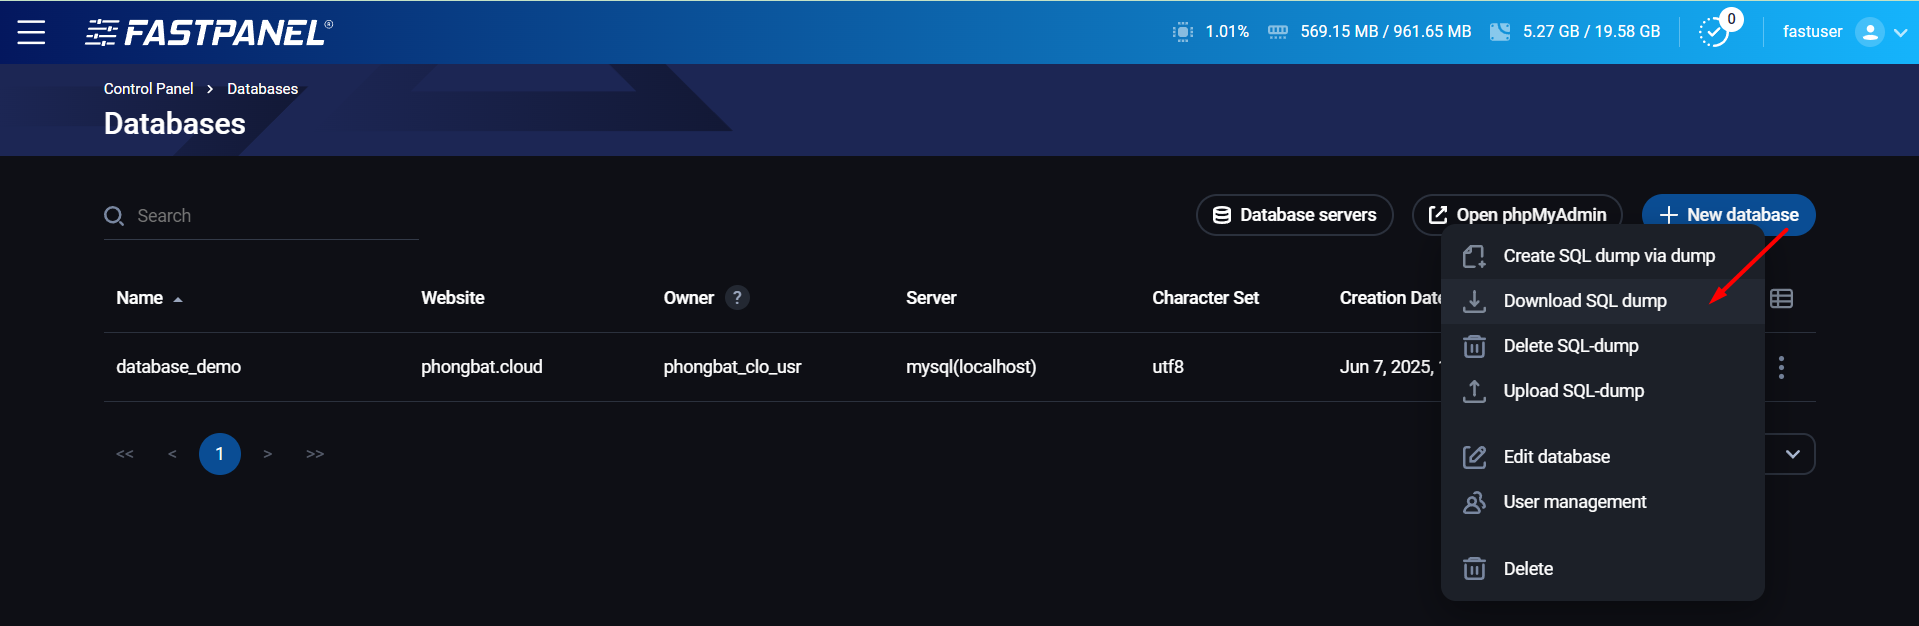 FASTPANEL®
1.01%
569.15 MB / 961.65 MB
5.27 GB / 19.58 GB
0
fastuser
Control Panel > Databases
Databases
Search
Database servers
Open phpMyAdmin
New database
Name
Website
Owner ?
Server
Character Set
Creation Date
database_demo
phongbat.cloud
phongbat_clo_usr
mysql(localhost)
utf8
Jun 7, 2025,
<< < 1 > >>
Create SQL dump via dump
Download SQL dump
Delete SQL-dump
Upload SQL-dump
Edit database
User management
Delete